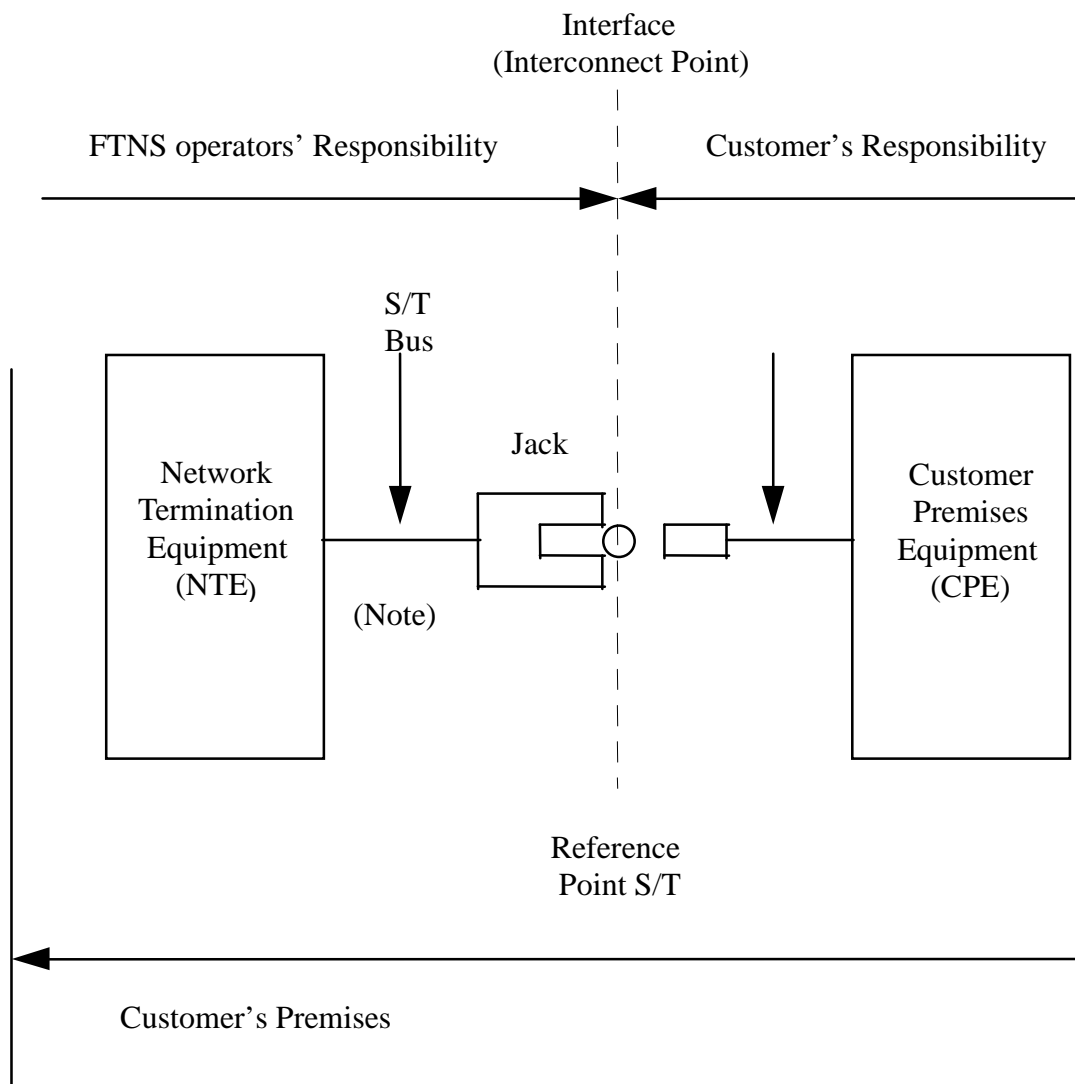 Interface
(Interconnect Point)
FTNS operators’ Responsibility
Customer’s Responsibility
S/T
Bus
Jack
Network
Termination
Equipment
(NTE)
Customer
Premises
Equipment
(CPE)
(Note)
Reference
Point S/T
Customer’s Premises